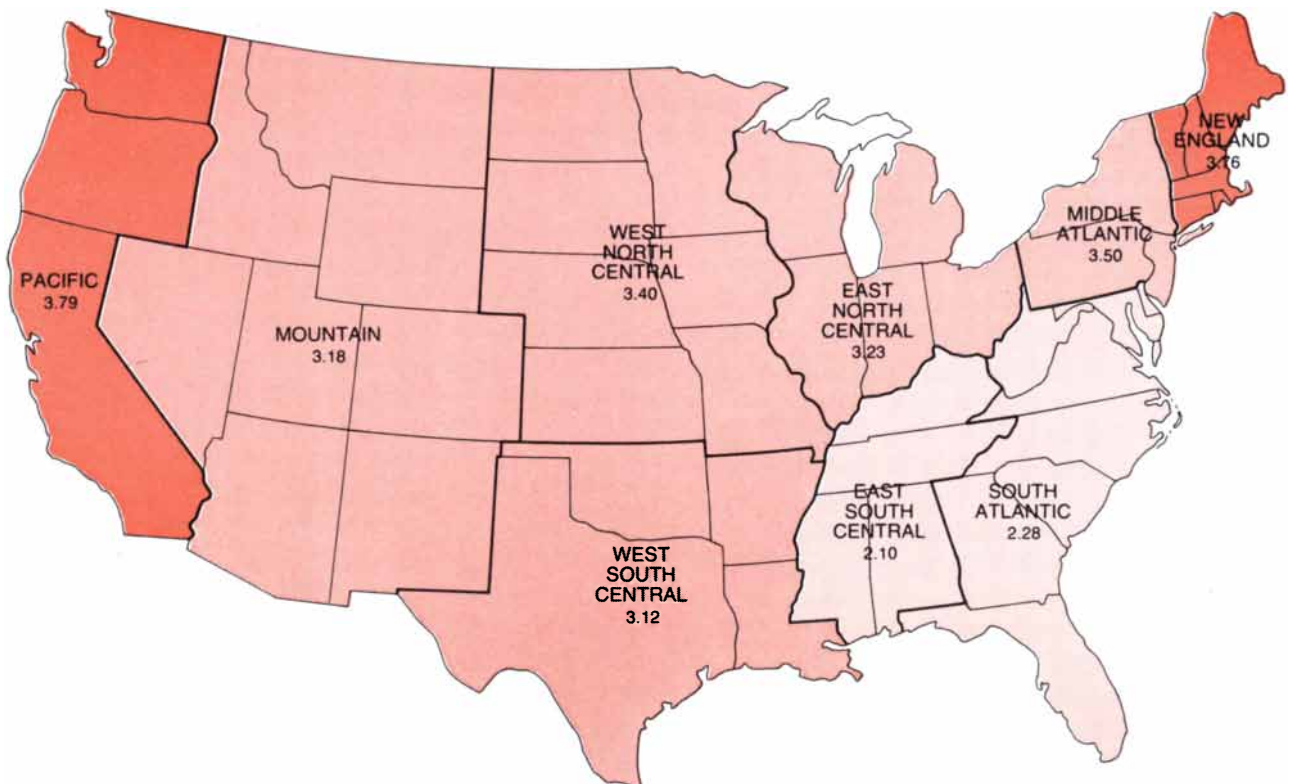 NEW
ENGLAND
3.76
MIDDLE
ATLANTIC
3.50
WEST
NORTH
CENTRAL
3.40
PACIFIC
3.79
EAST
NORTH
CENTRAL
3.23
MOUNTAIN
3.18
EAST
SOUTH
CENTRAL
2.10
SOUTH
ATLANTIC
2.28
WEST
SOUTH
CENTRAL
3.12